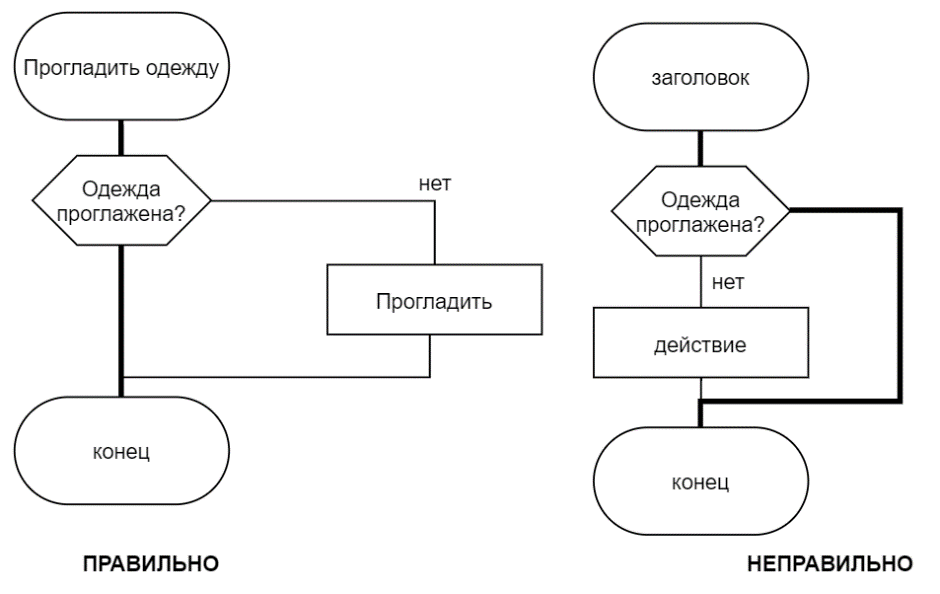 Прогладить одежду
Одежда
проглажена?
нет
Прогладить
конец
ПРАВИЛЬНО
заголовок
Одежда
проглажена?
нет
действие
конец
НЕПРАВИЛЬНО